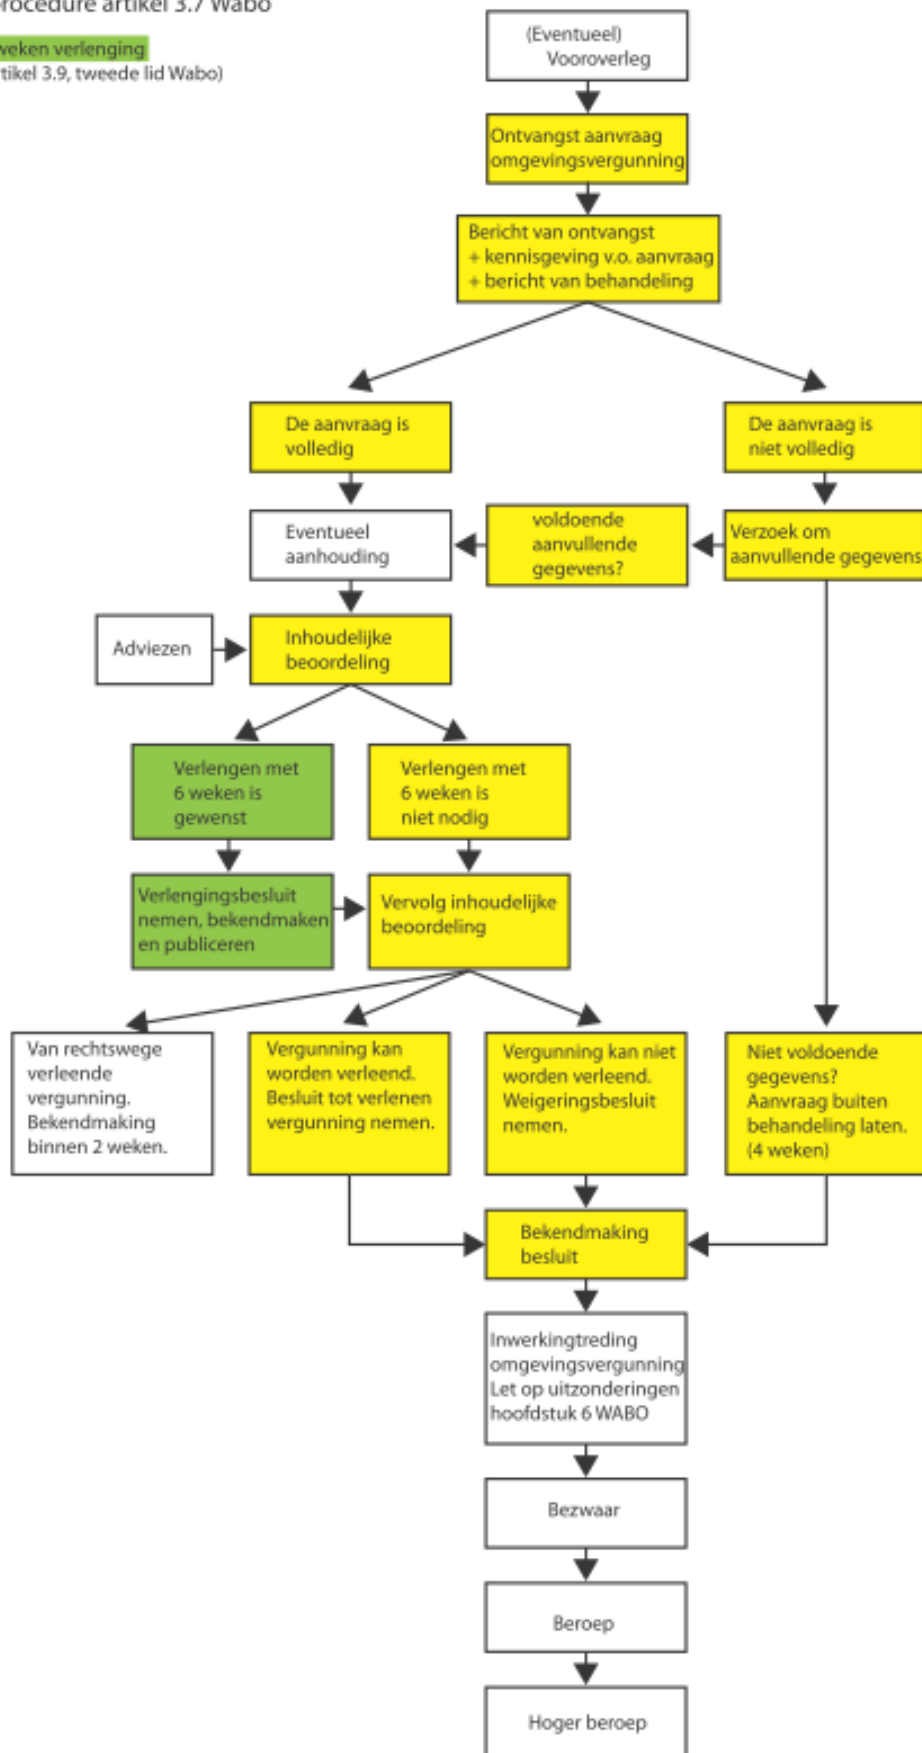 procedure artikel 3.7 Wabo
weken verlenging
tikel 3.9, tweede lid Wabo)
(Eventueel)
Vooroverleg
Ontvangst aanvraag
omgevingsvergunning
Bericht van ontvangst
+ kennisgeving v.o. aanvraag
+ bericht van behandeling
De aanvraag is
volledig
De aanvraag is
niet volledig
Eventueel
aanhouding
voldoende
aanvullende
gegevens?
Verzoek om
aanvullende gegevens
Adviezen
Inhoudelijke
beoordeling
Verlengen met
6 weken is
gewenst
Verlengen met
6 weken is
niet nodig
Verlengingsbesluit
nemen, bekendmaken
en publiceren
Vervolg inhoudelijke
beoordeling
Van rechtswege
verleende
vergunning.
Bekendmaking
binnen 2 weken.
Vergunning kan
worden verleend.
Besluit tot verlenen
vergunning nemen.
Vergunning kan niet
worden verleend.
Weigeringsbesluit
nemen.
Niet voldoende
gegevens?
Aanvraag buiten
behandeling laten.
(4 weken)
Bekendmaking
besluit
Inwerkingtreding
omgevingsvergunning
Let op uitzonderingen
hoofdstuk 6 WABO
Bezwaar
Beroep
Hoger beroep